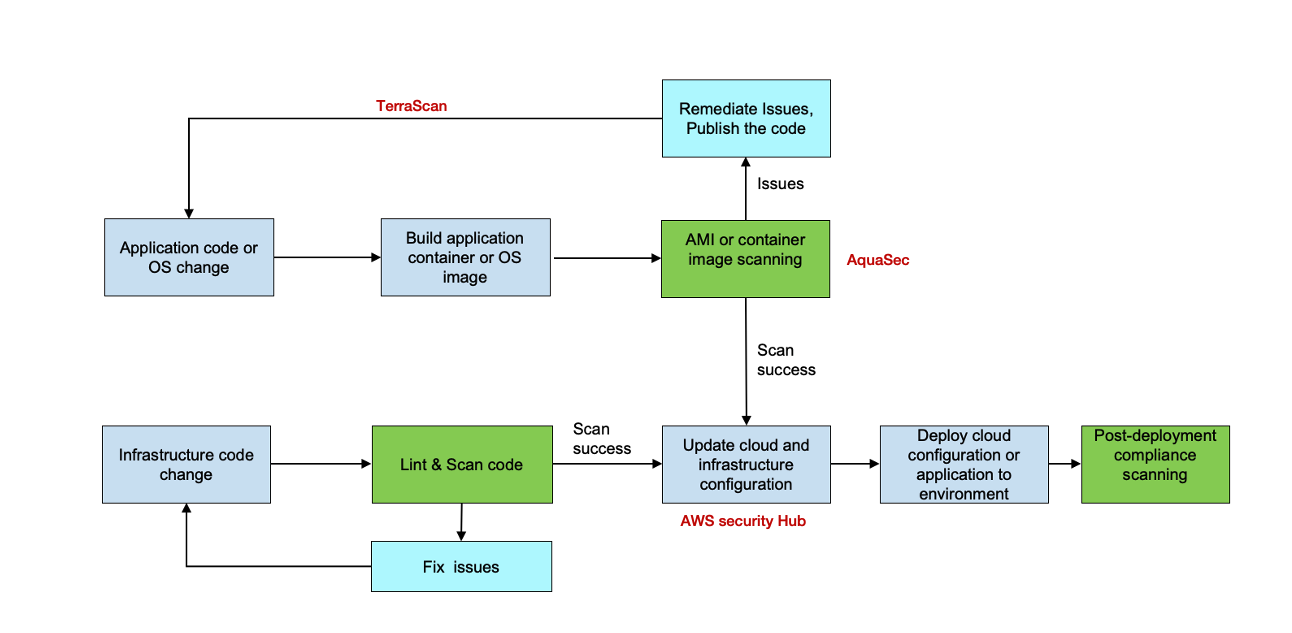 TerraScan
Remediate Issues,
Publish the code
Issues
Application code or
OS change
Build application
container or OS
image
AMI or container
image scanning
AquaSec
Scan
success
Infrastructure code
change
Lint & Scan code
Scan
success
Update cloud and
infrastructure
configuration
Deploy cloud
configuration or
application to
environment
Post-deployment
compliance
scanning
AWS security Hub
Fix issues